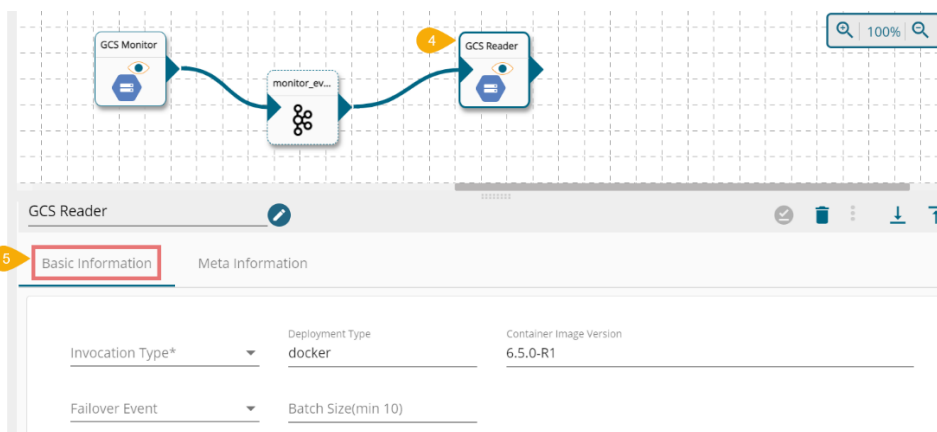 GCS Monitor
monitor_ev...
4
GCS Reader
100%
GCS Reader
5
Basic Information
Meta Information
Invocation Type*
Deployment Type
docker
Container Image Version
6.5.0-R1
Failover Event
Batch Size(min 10)